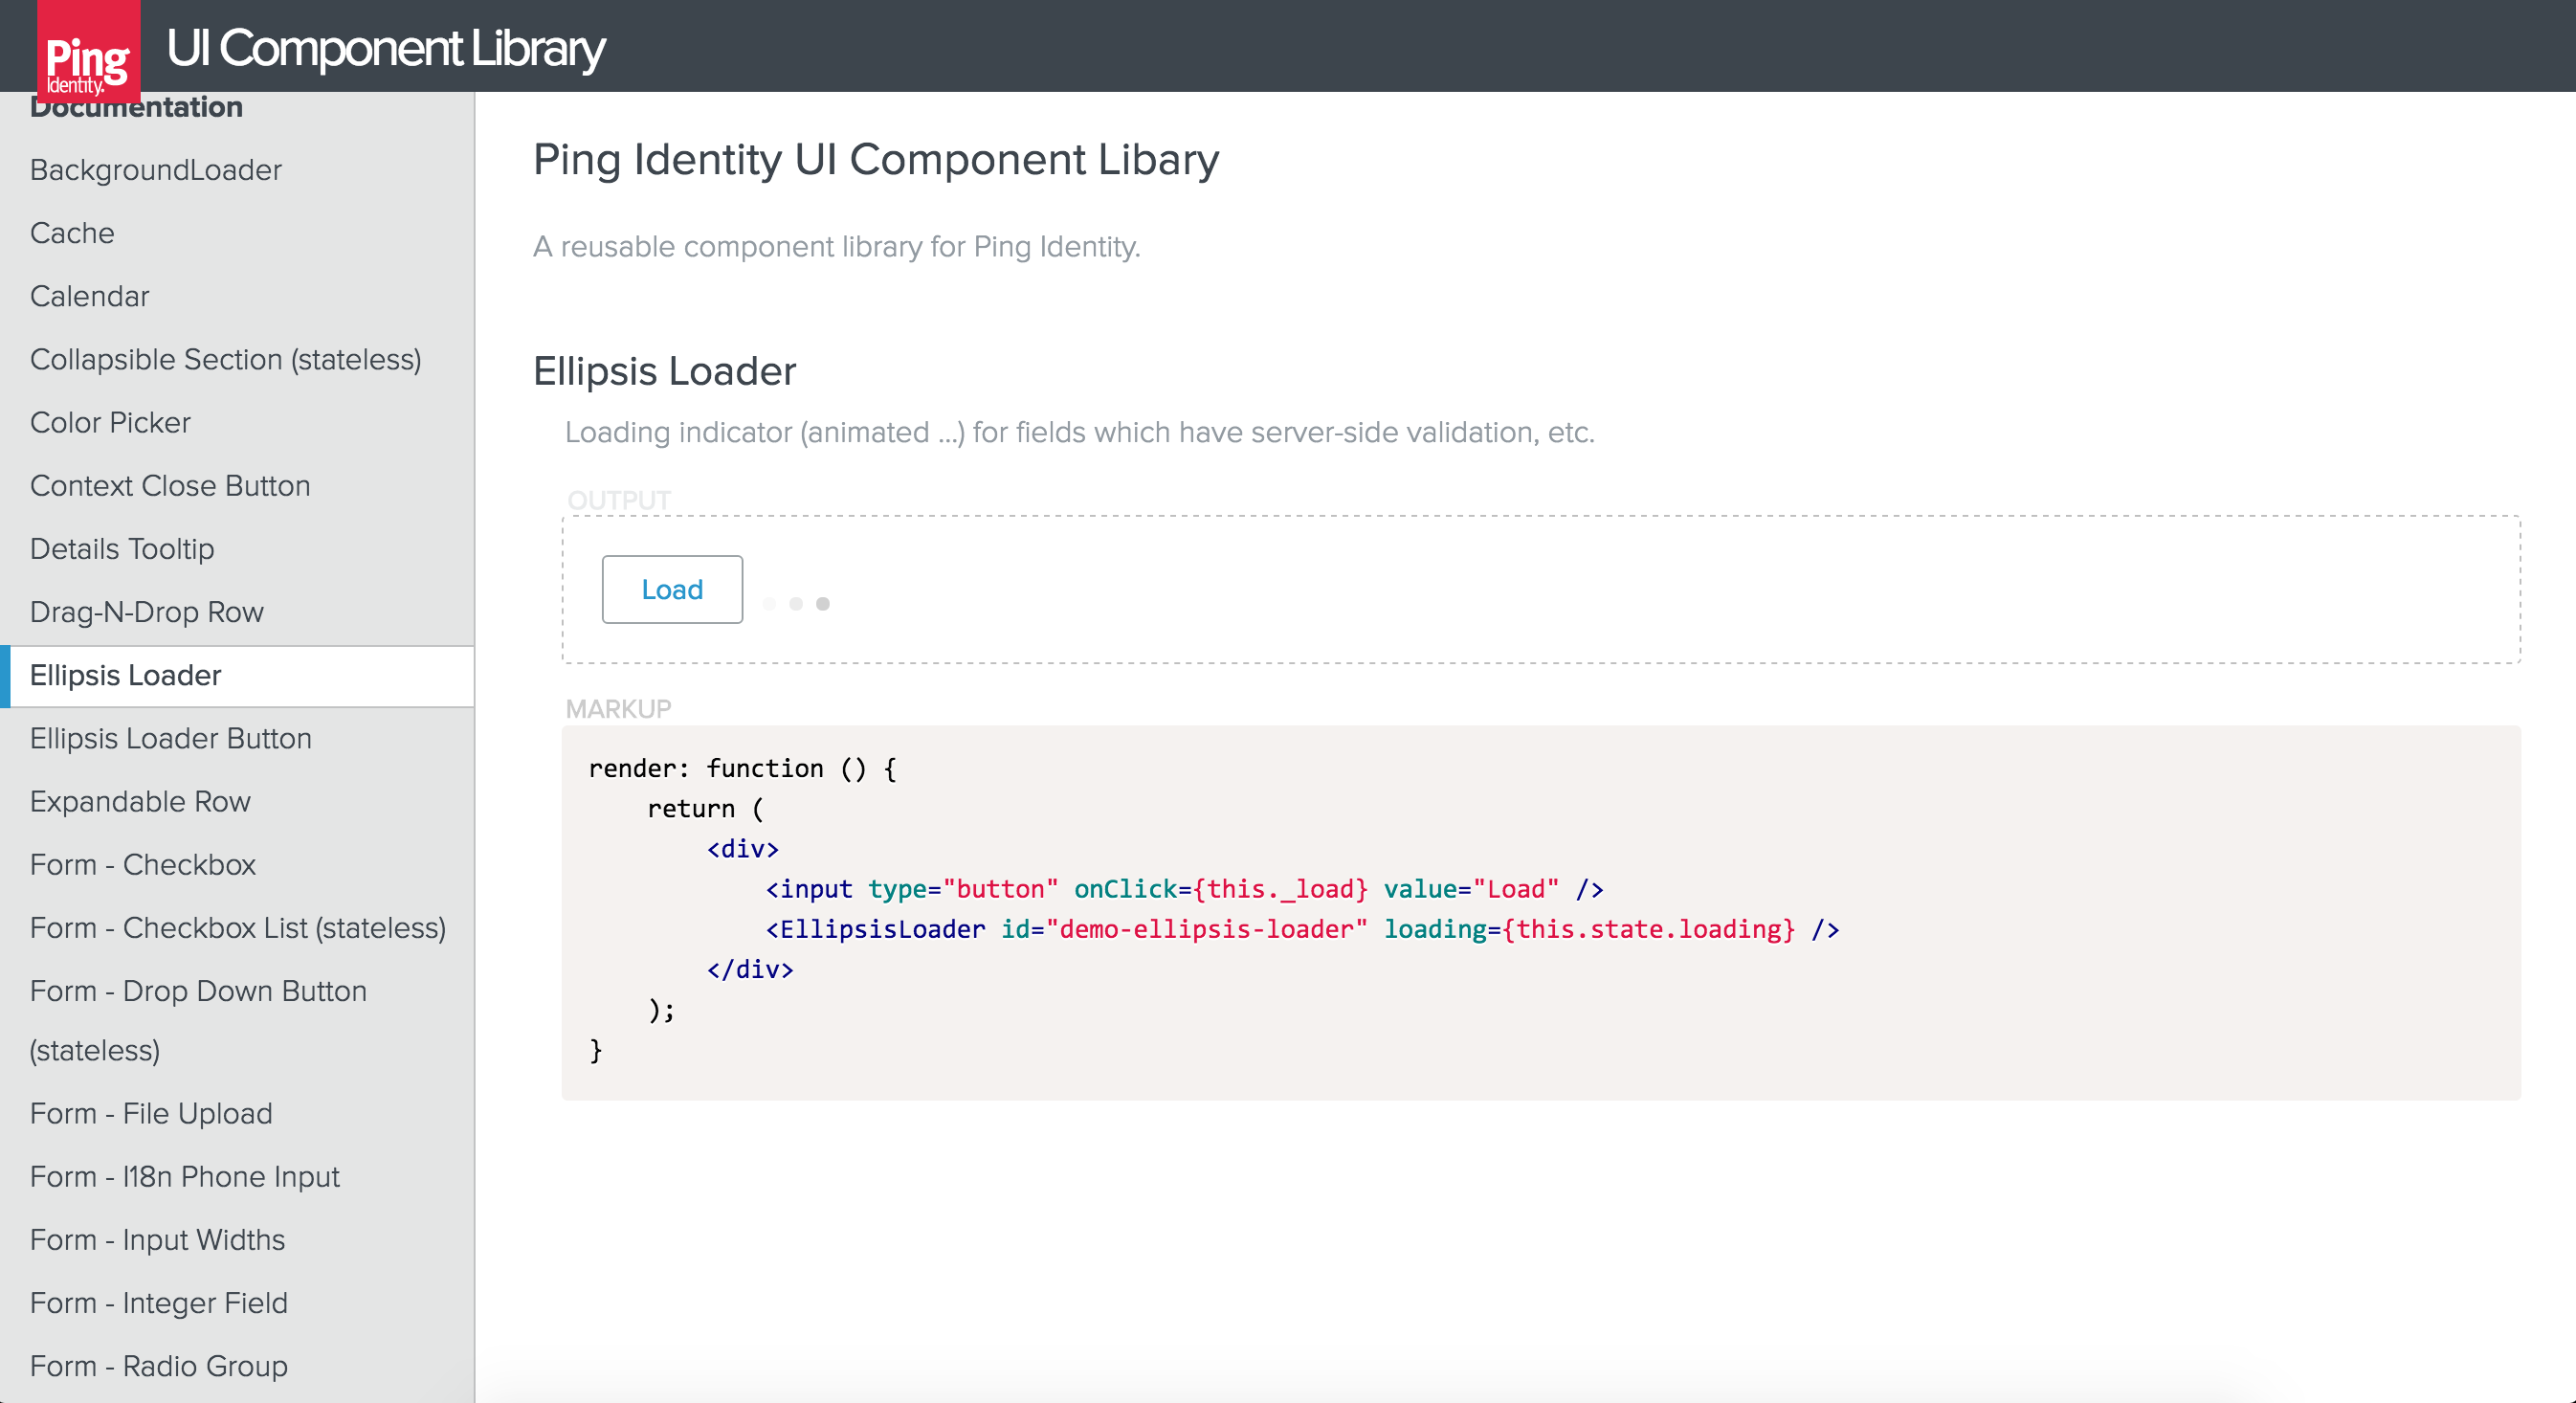 Ping
Identity.
UI Component Library
Documentation
BackgroundLoader
Cache
Calendar
Collapsible Section (stateless)
Color Picker
Context Close Button
Details Tooltip
Drag-N-Drop Row
Ellipsis Loader
Ellipsis Loader Button
Expandable Row
Form - Checkbox
Form - Checkbox List (stateless)
Form - Drop Down Button
(stateless)
Form - File Upload
Form - I18n Phone Input
Form - Input Widths
Form - Integer Field
Form - Radio Group
Ping Identity UI Component Libary
A reusable component library for Ping Identity.
Ellipsis Loader
Loading indicator (animated ...) for fields which have server-side validation, etc.
OUTPUT
Load
MARKUP
render: function () {
    return (
        <div>
            <input type="button" onClick={this._load} value="Load" />
            <EllipsisLoader id="demo-ellipsis-loader" loading={this.state.loading} />
        </div>
    );
}